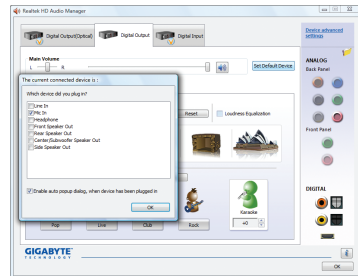 Realtek HD Audio Manager
Digital Output(Optical)
Digital Output
Digital Input
Device advanced
settings
Main Volume
L
R
Set Default Device
ANALOG
Back Panel
The current connected device is :
Which device did you plug in?
Line In
Mic In
Headphone
Front Speaker Out
Rear Speaker Out
Center/Subwoofer Speaker Out
Side Speaker Out
Enable auto popup dialog, when device has been plugged in
OK
Reset
Loudness Equalization
Front Panel
DIGITAL
Karaoke
Pop
Live
Club
Rock
+0
GIGABYTE
TECHNOLOGY
i
OK